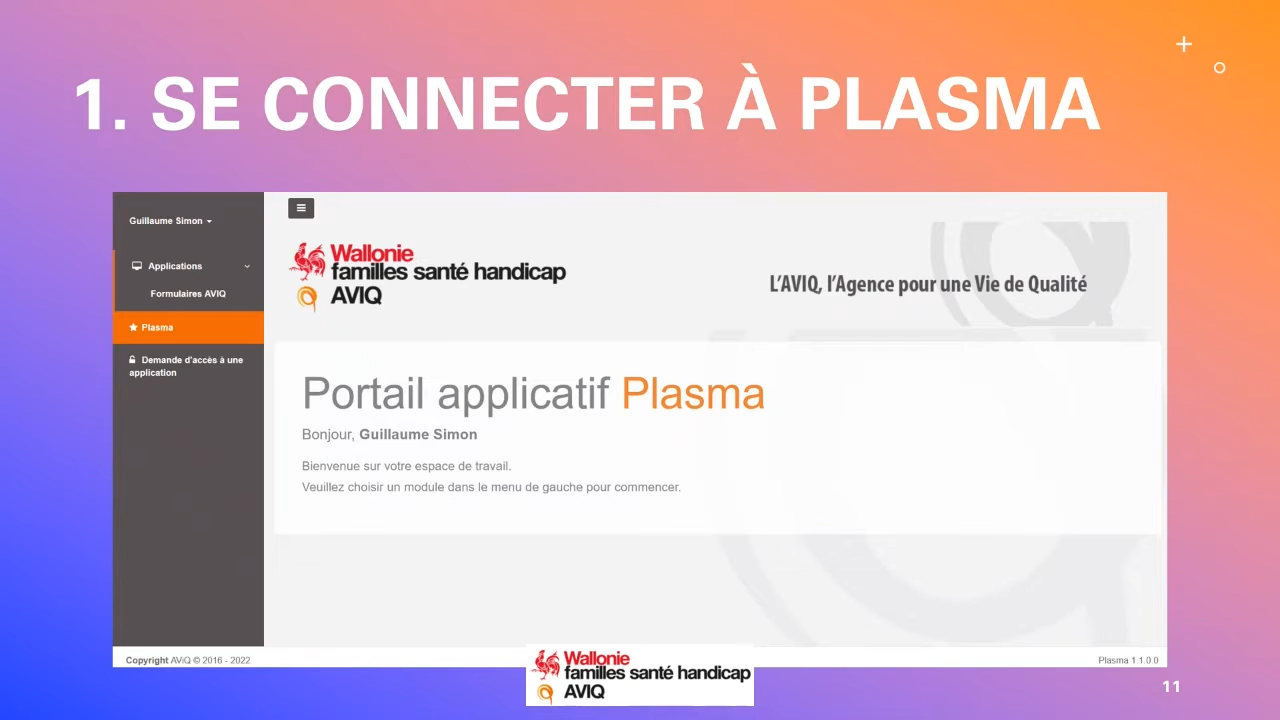 1. SE CONNECTER À PLASMA
Guillaume Simon
Applications
Formulaires AVIQ
Plasma
Demande d'accès à une
application
Wallonie
familles santé handicap
AVIQ
L'AVIQ, l'Agence pour une Vie de Qualité
Portail applicatif Plasma
Bonjour, Guillaume Simon
Bienvenue sur votre espace de travail.
Veuillez choisir un module dans le menu de gauche pour commencer.
Copyright AViQ © 2016 - 2022
Plasma 1.1.0.0
Wallonie
familles santé handicap
AVIQ
11